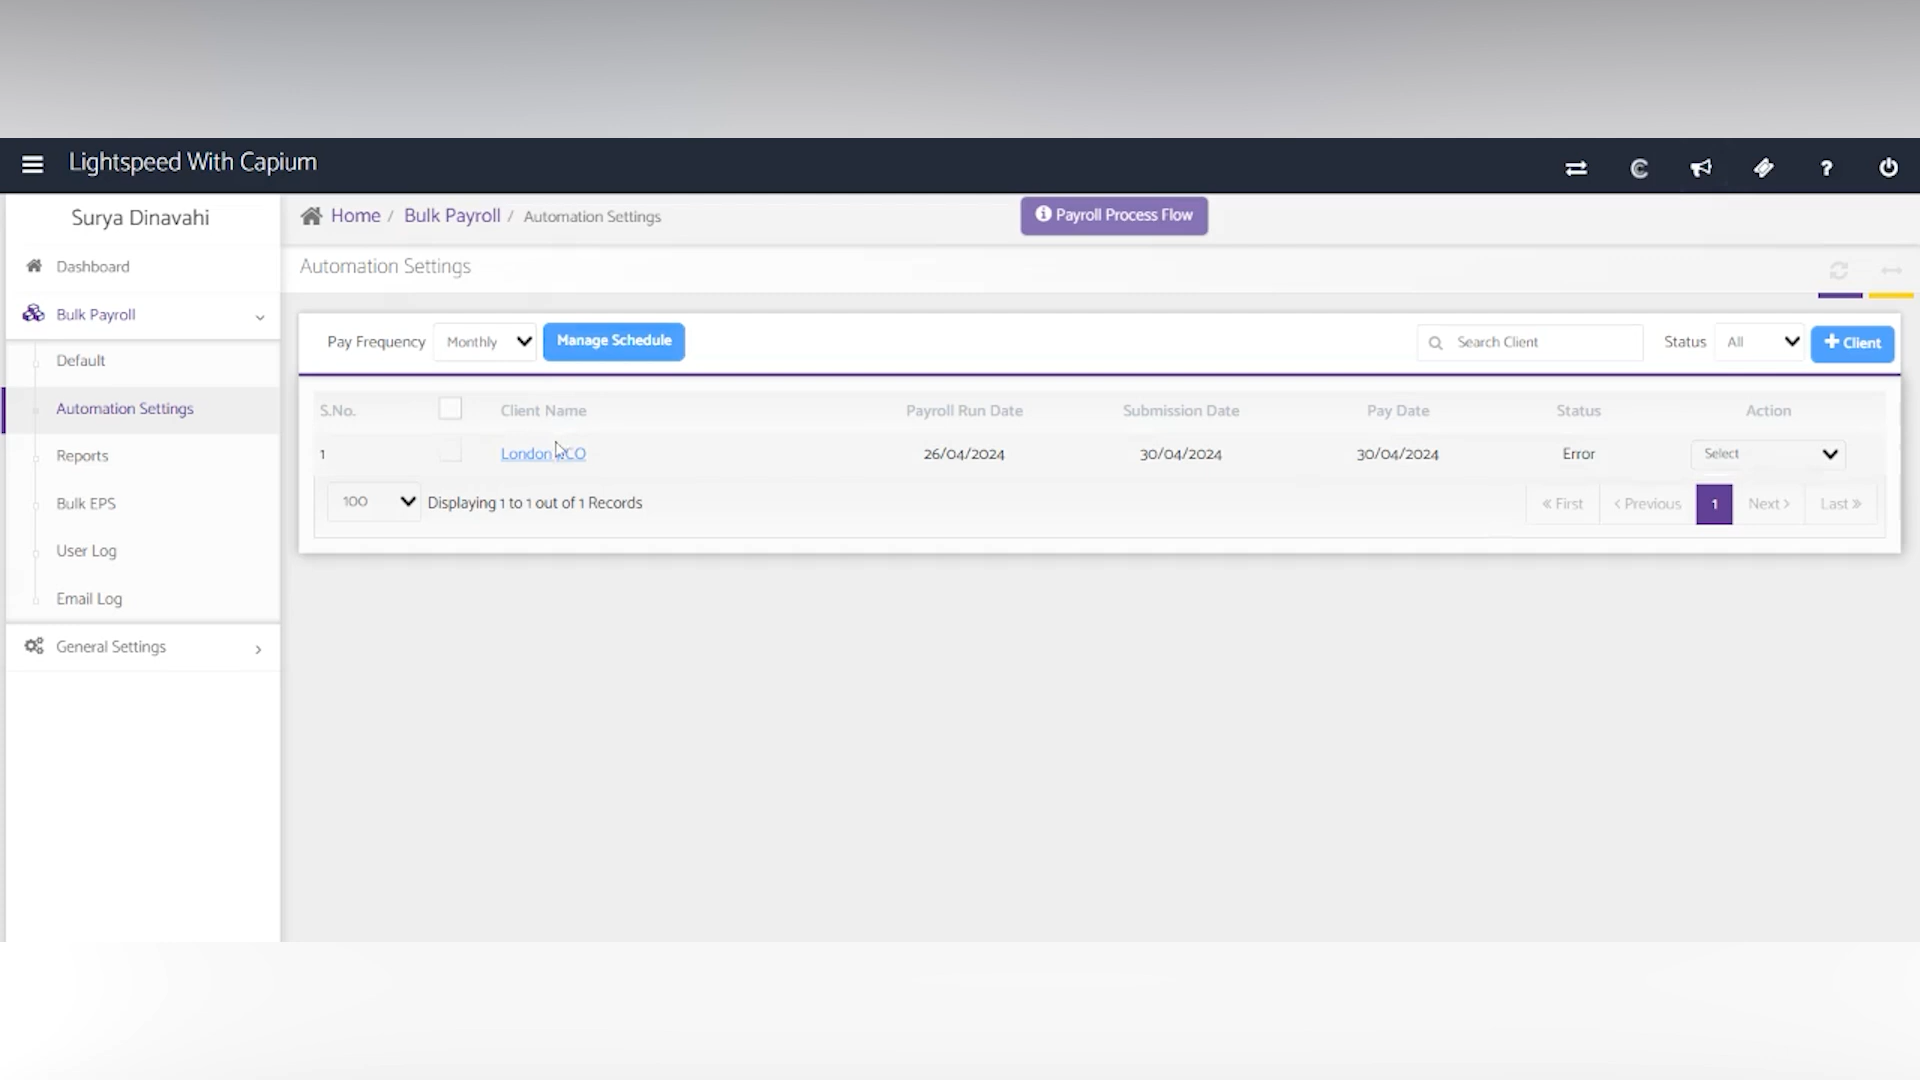 Lightspeed With Capium
Surya Dinavahi
Home / Bulk Payroll / Automation Settings
Payroll Process Flow
Dashboard
Automation Settings
Bulk Payroll
Pay Frequency Monthly Manage Schedule Search Client Status All + Client
Default
Automation Settings
S.No. Client Name Payroll Run Date Submission Date Pay Date Status Action
Reports
1 London 26/04/2024 30/04/2024 30/04/2024 Error Select
Bulk EPS
100 Displaying 1 to 1 out of 1 Records « First ‹ Previous 1 Next › Last »
User Log
Email Log
General Settings